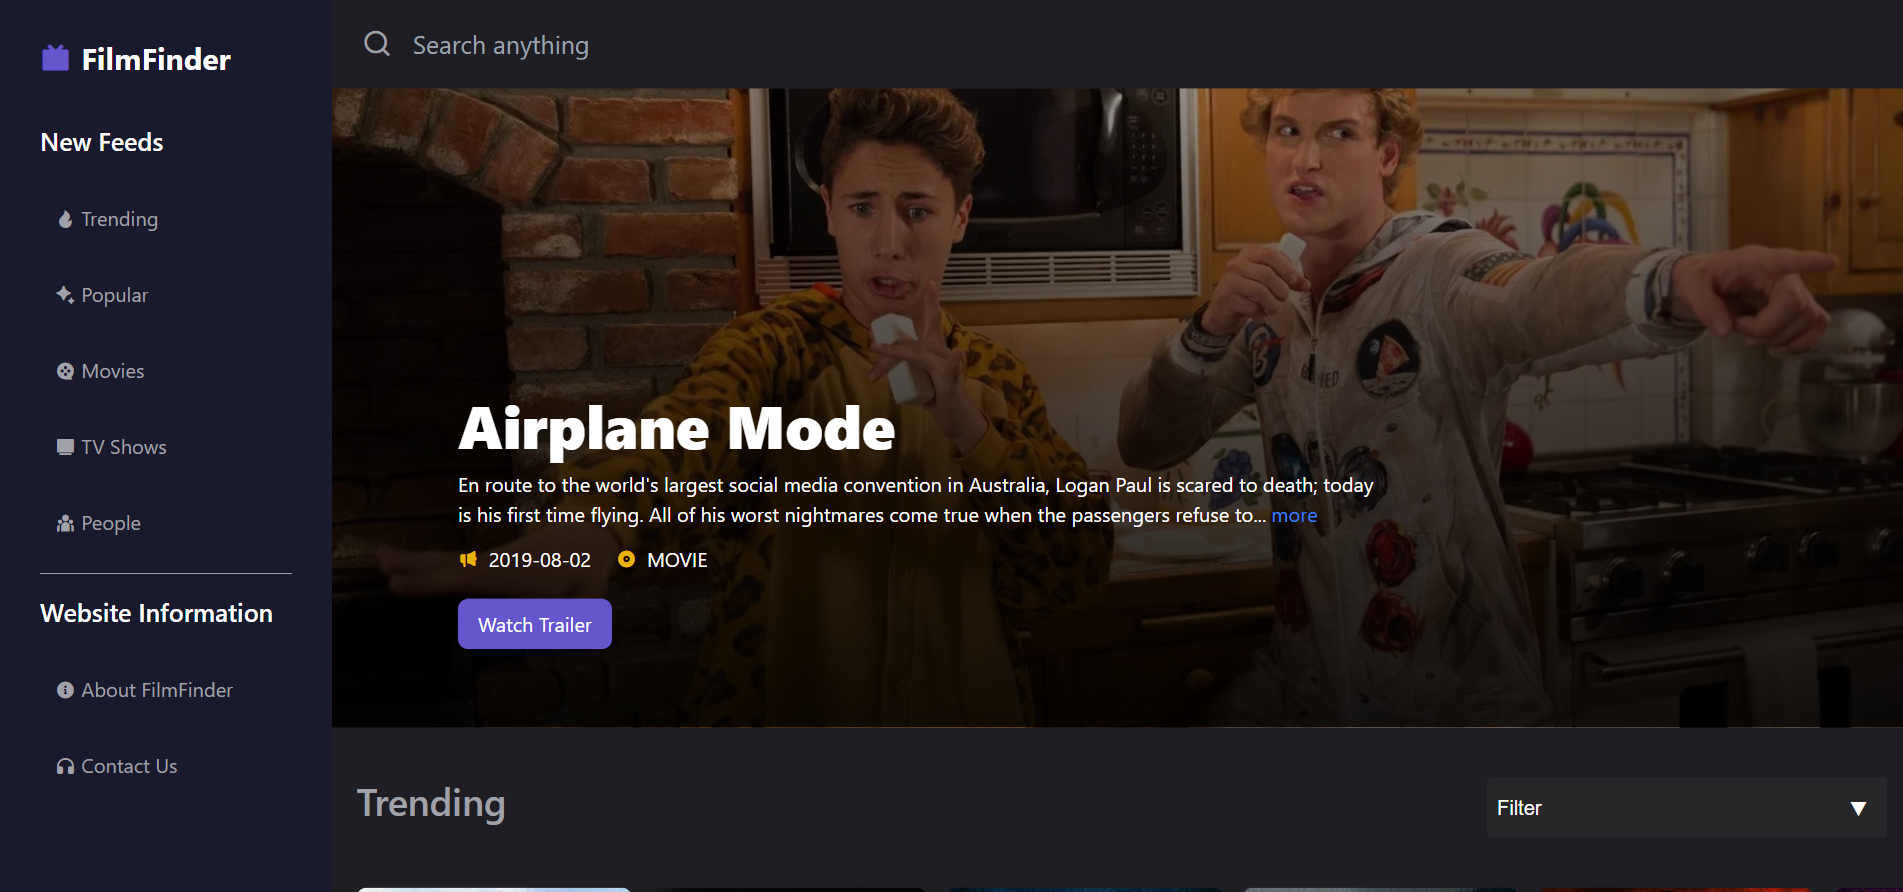 FilmFinder
Search anything
New Feeds
Trending
Popular
Movies
TV Shows
People
Website Information
About FilmFinder
Contact Us
Airplane Mode
En route to the world's largest social media convention in Australia, Logan Paul is scared to death; today
is his first time flying. All of his worst nightmares come true when the passengers refuse to... more
2019-08-02 MOVIE
Watch Trailer
Trending
Filter